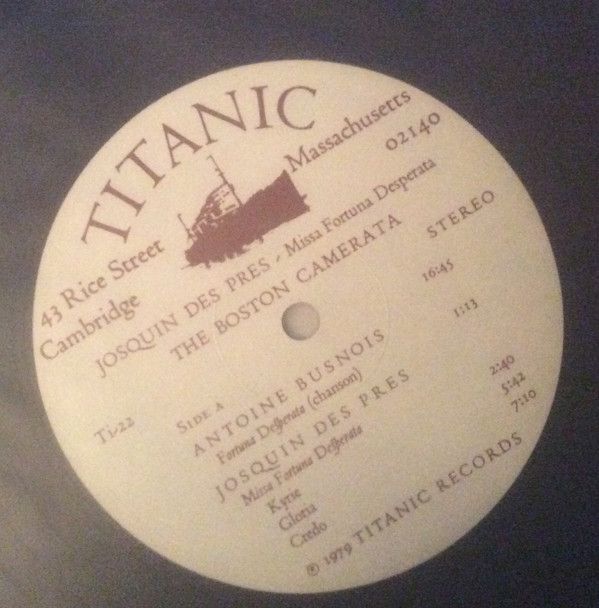 TITANIC
43 Rice Street
Cambridge
Massachusetts
02140
JOSQUIN DES PRES - Missa Fortuna Desperata
THE BOSTON CAMERATA
STEREO
Ti-22
SIDE A
16:45
ANTOINE BUSNOIS
Fortuna Desperata (chanson) 1:13
JOSQUIN DES PRES
Missa Fortuna Desperata
Kyrie 2:40
Gloria 5:42
Credo 7:10
℗ 1979 TITANIC RECORDS